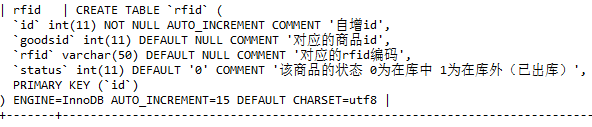 | rfid   | CREATE TABLE `rfid` (
  `id` int(11) NOT NULL AUTO_INCREMENT COMMENT '自增id',
  `goodsid` int(11) DEFAULT NULL COMMENT '对应的商品id',
  `rfid` varchar(50) DEFAULT NULL COMMENT '对应的rfid编码',
  `status` int(11) DEFAULT '0' COMMENT '该商品的状态 0为在库中 1为在库外（已出库）',
  PRIMARY KEY (`id`)
) ENGINE=InnoDB AUTO_INCREMENT=15 DEFAULT CHARSET=utf8 |